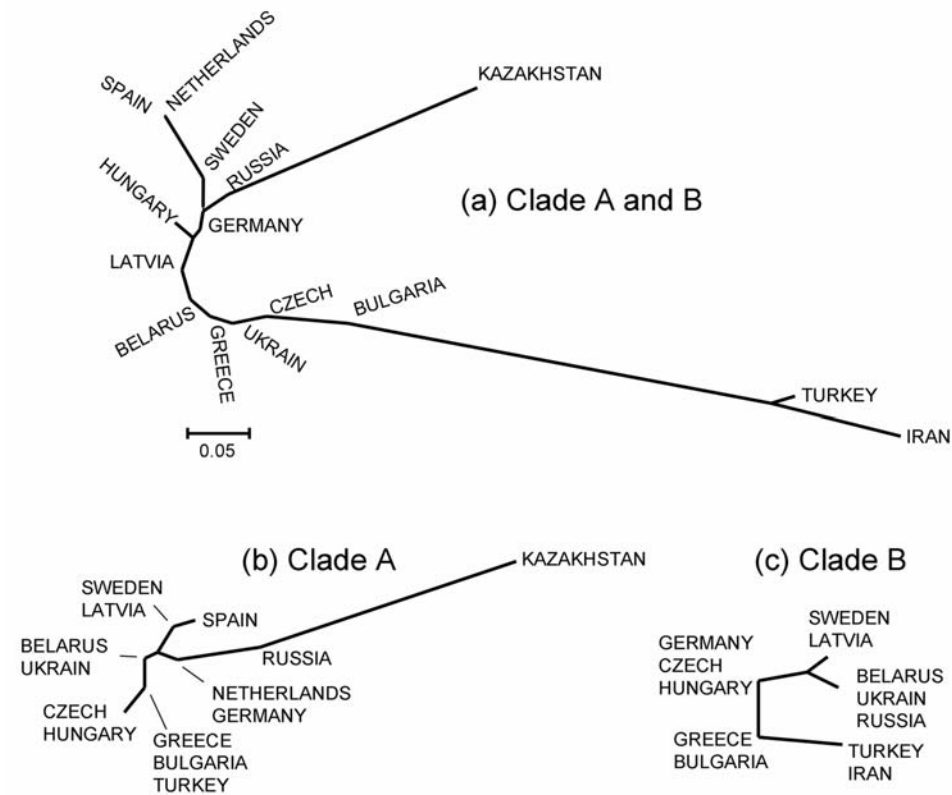 NETHERLANDS
SPAIN
KAZAKHSTAN
SWEDEN
RUSSIA
HUNGARY
(a) Clade A and B
GERMANY
LATVIA
CZECH
BULGARIA
BELARUS
GREECE
UKRAIN
TURKEY
IRAN
0.05
(b) Clade A
KAZAKHSTAN
SWEDEN
LATVIA
SPAIN
BELARUS
UKRAIN
RUSSIA
NETHERLANDS
GERMANY
CZECH
HUNGARY
GREECE
BULGARIA
TURKEY
(c) Clade B
SWEDEN
LATVIA
GERMANY
CZECH
HUNGARY
BELARUS
UKRAIN
RUSSIA
GREECE
BULGARIA
TURKEY
IRAN